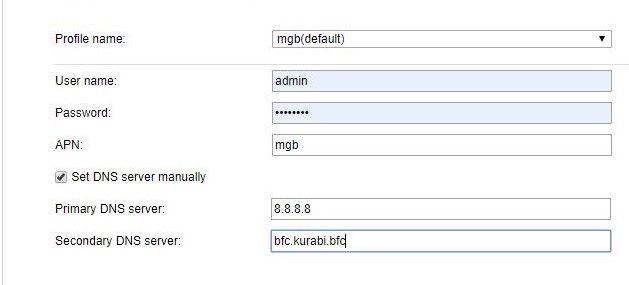 Profile name: mgb(default)
User name: admin
Password: ••••••••
APN: mgb
Set DNS server manually
Primary DNS server: 8.8.8.8
Secondary DNS server: bfc.kurabi.bfc